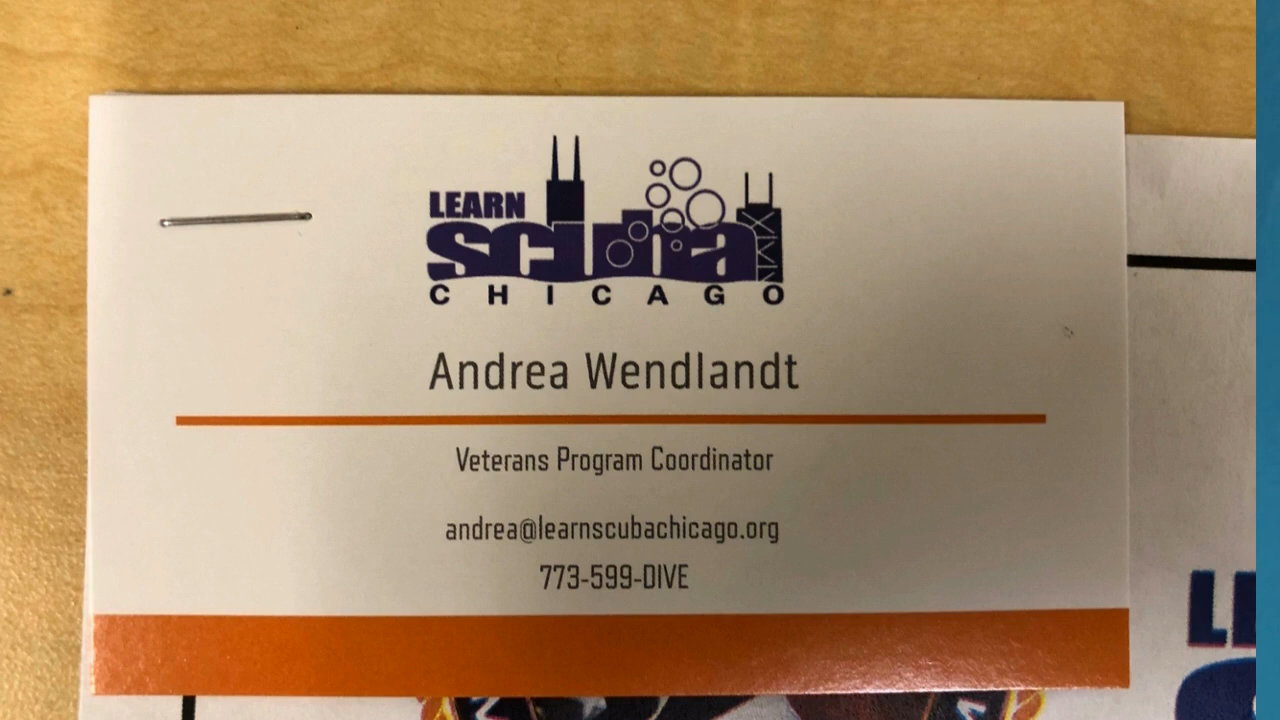 LEARN
scuba
CHICAGO
Andrea Wendlandt
Veterans Program Coordinator
andrea@learnscubachicago.org
773-599-DIVE